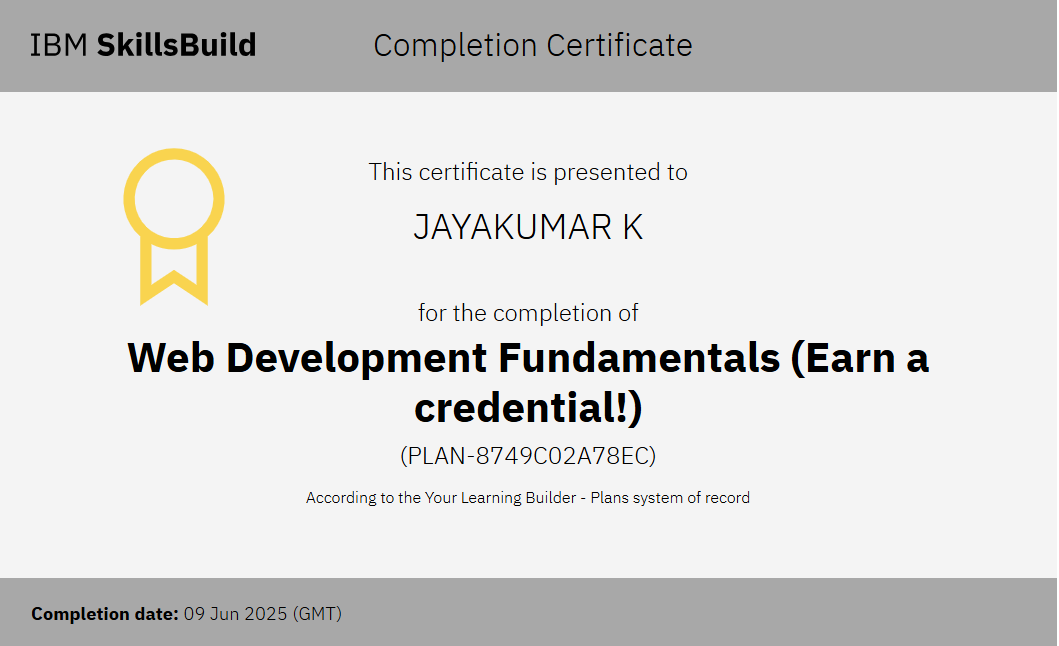 IBM SkillsBuild
Completion Certificate
This certificate is presented to
JAYAKUMAR K
for the completion of
Web Development Fundamentals (Earn a
credential!)
(PLAN-8749C02A78EC)
According to the Your Learning Builder - Plans system of record
Completion date: 09 Jun 2025 (GMT)